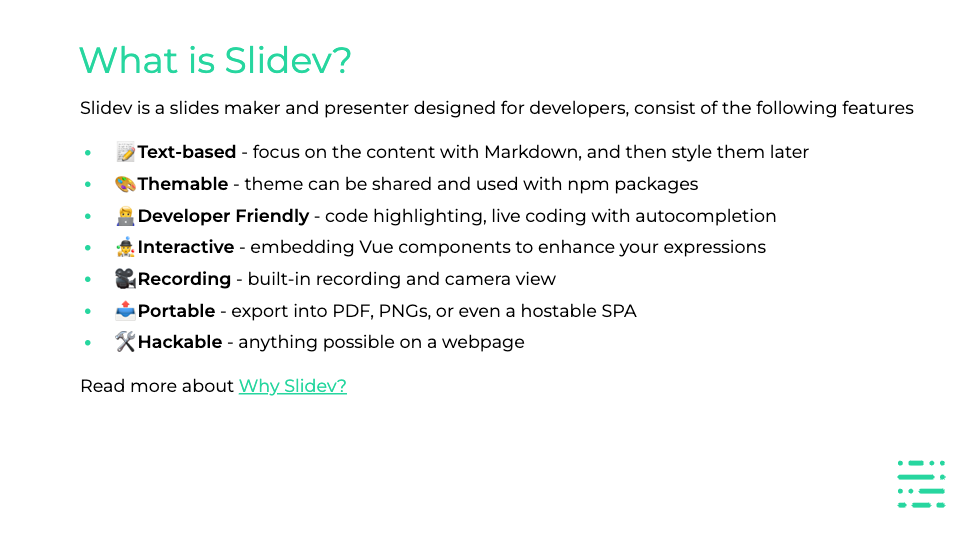 What is Slidev?
Slidev is a slides maker and presenter designed for developers, consist of the following features
• 📝Text-based - focus on the content with Markdown, and then style them later
• 🎨Themable - theme can be shared and used with npm packages
• 🧑‍💻Developer Friendly - code highlighting, live coding with autocompletion
• 🤹Interactive - embedding Vue components to enhance your expressions
• 🎥Recording - built-in recording and camera view
• 📤Portable - export into PDF, PNGs, or even a hostable SPA
• 🛠Hackable - anything possible on a webpage
Read more about Why Slidev?